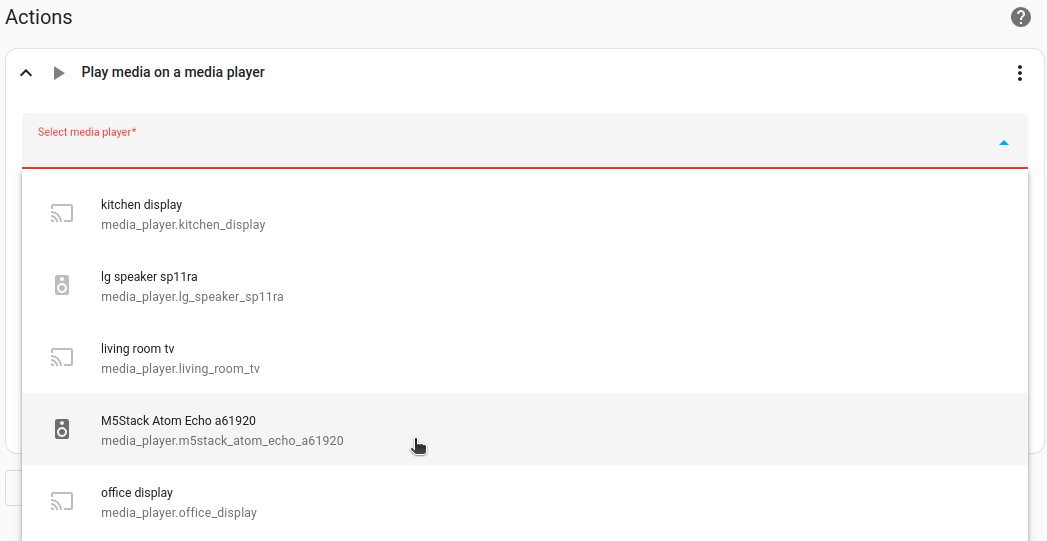 Actions
Play media on a media player
Select media player*
kitchen display
media_player.kitchen_display
lg speaker sp11ra
media_player.lg_speaker_sp11ra
living room tv
media_player.living_room_tv
M5Stack Atom Echo a61920
media_player.m5stack_atom_echo_a61920
office display
media_player.office_display